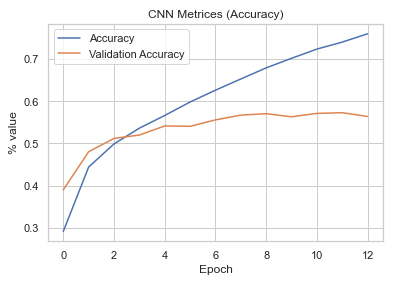 CNN Metrices (Accuracy)
Accuracy
Validation Accuracy
0.7
0.6
0.5
0.4
0.3
% value
0 2 4 6 8 10 12
Epoch